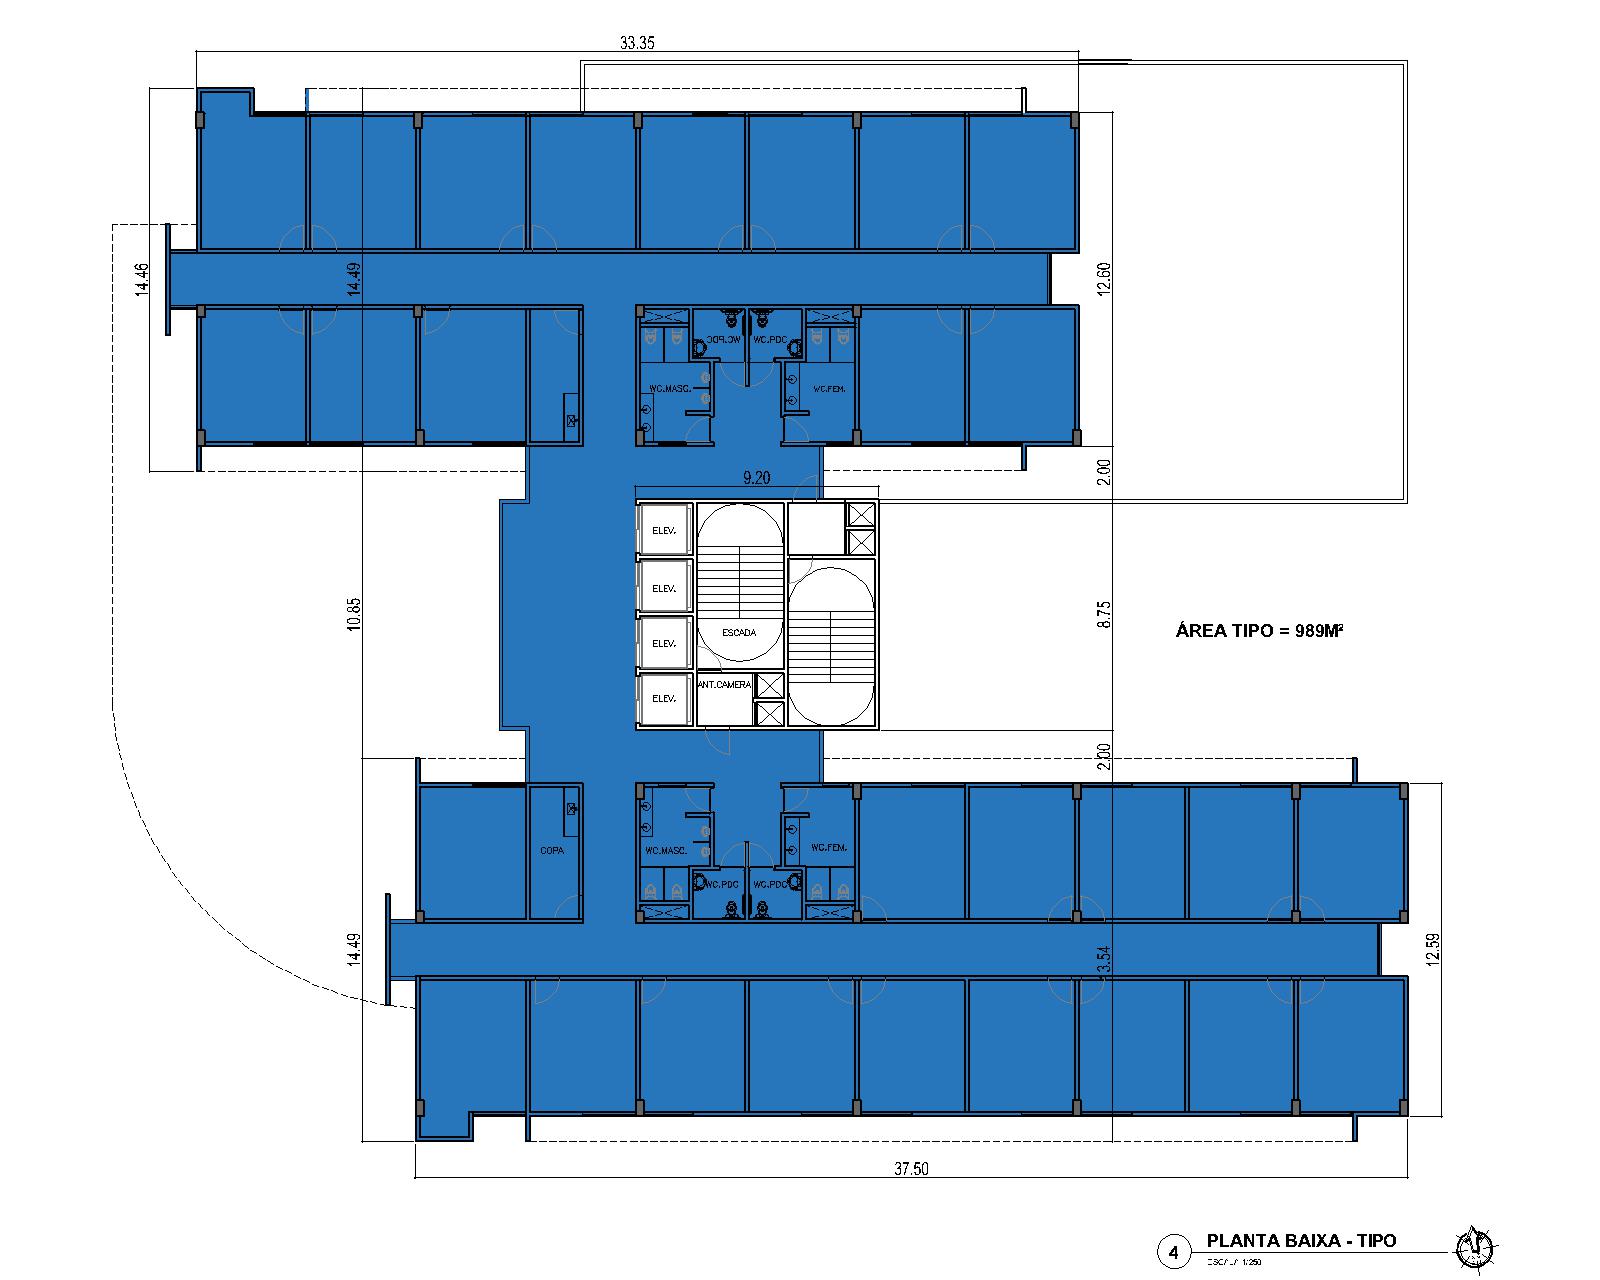 33.35
14.46
14.49
12.60
WC.PDC
WC.PDC
WC.MASC.
WC.FEM.
2.00
9.20
ELEV.
ELEV.
10.85
8.75
ÁREA TIPO = 989M²
ESCADA
ELEV.
ANT.CAMERA
ELEV.
2.00
COPA
WC.MASC.
WC.FEM.
WC.PDC
WC.PDC
14.49
3.54
12.59
37.50
4
PLANTA BAIXA - TIPO
ESCALA 1/250